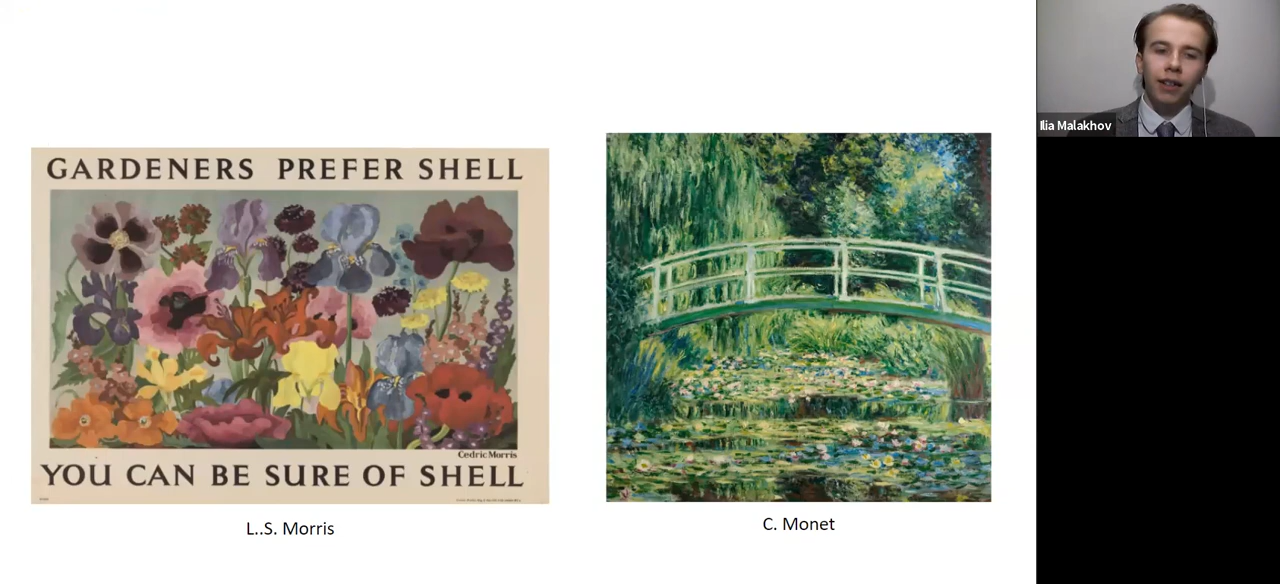 GARDENERS PREFER SHELL
Cedric Morris
YOU CAN BE SURE OF SHELL
L..S. Morris
C. Monet
Ilia Malakhov